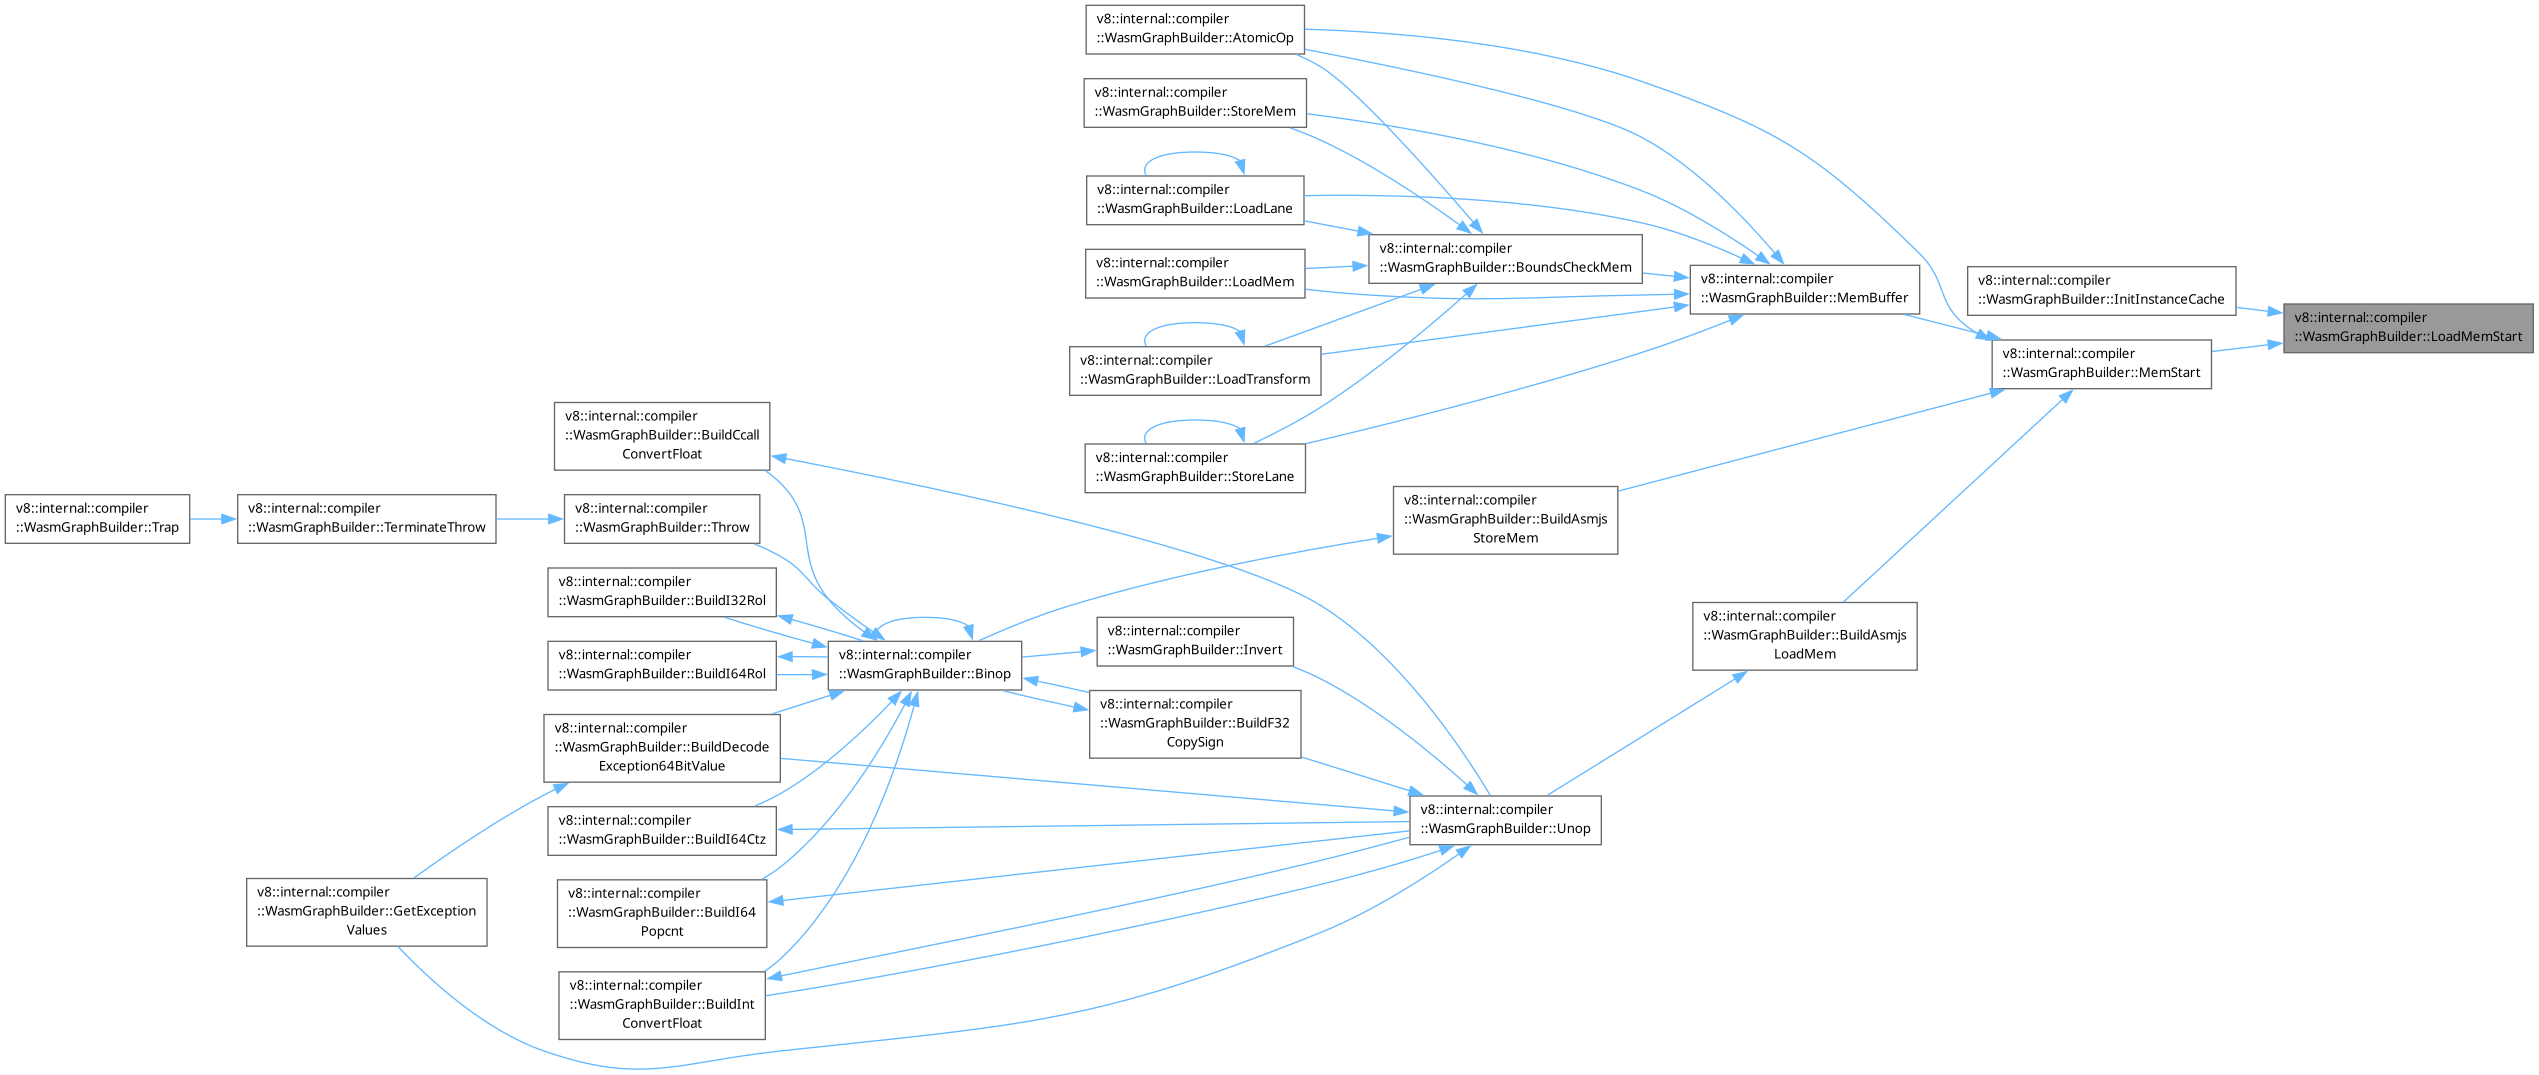 v8::internal::compiler
::WasmGraphBuilder::AtomicOp
v8::internal::compiler
::WasmGraphBuilder::StoreMem
v8::internal::compiler
::WasmGraphBuilder::LoadLane
v8::internal::compiler
::WasmGraphBuilder::BoundsCheckMem
v8::internal::compiler
::WasmGraphBuilder::LoadMem
v8::internal::compiler
::WasmGraphBuilder::MemBuffer
v8::internal::compiler
::WasmGraphBuilder::InitInstanceCache
v8::internal::compiler
::WasmGraphBuilder::LoadMemStart
v8::internal::compiler
::WasmGraphBuilder::MemStart
v8::internal::compiler
::WasmGraphBuilder::LoadTransform
v8::internal::compiler
::WasmGraphBuilder::BuildCcall
ConvertFloat
v8::internal::compiler
::WasmGraphBuilder::StoreLane
v8::internal::compiler
::WasmGraphBuilder::BuildAsmjs
StoreMem
v8::internal::compiler
::WasmGraphBuilder::Trap
v8::internal::compiler
::WasmGraphBuilder::TerminateThrow
v8::internal::compiler
::WasmGraphBuilder::Throw
v8::internal::compiler
::WasmGraphBuilder::BuildI32Rol
v8::internal::compiler
::WasmGraphBuilder::BuildAsmjs
LoadMem
v8::internal::compiler
::WasmGraphBuilder::Invert
v8::internal::compiler
::WasmGraphBuilder::BuildI64Rol
v8::internal::compiler
::WasmGraphBuilder::Binop
v8::internal::compiler
::WasmGraphBuilder::BuildF32
CopySign
v8::internal::compiler
::WasmGraphBuilder::BuildDecode
Exception64BitValue
v8::internal::compiler
::WasmGraphBuilder::Unop
v8::internal::compiler
::WasmGraphBuilder::BuildI64Ctz
v8::internal::compiler
::WasmGraphBuilder::GetException
Values
v8::internal::compiler
::WasmGraphBuilder::BuildI64
Popcnt
v8::internal::compiler
::WasmGraphBuilder::BuildInt
ConvertFloat